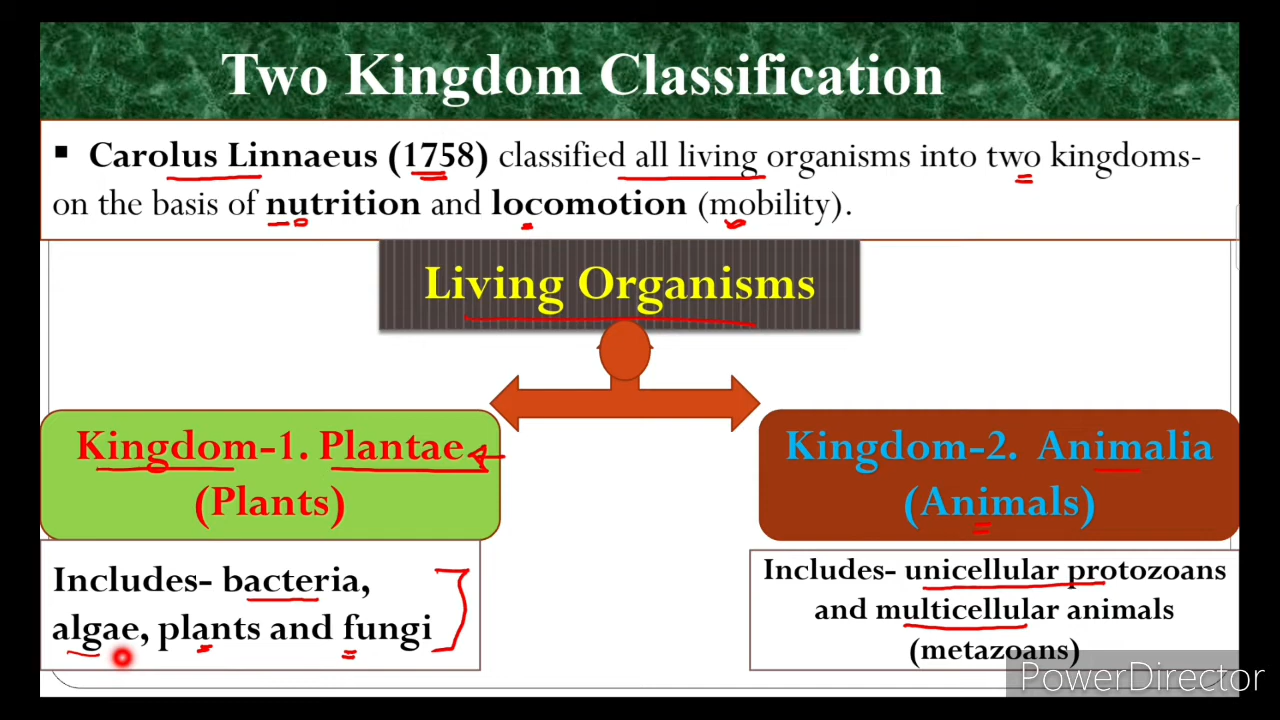 Two Kingdom Classification
▪ Carolus Linnaeus (1758) classified all living organisms into two kingdoms-
on the basis of nutrition and locomotion (mobility).
Living Organisms
Kingdom-1. Plantae
(Plants)
Includes- bacteria,
algae, plants and fungi
Kingdom-2. Animalia
(Animals)
Includes- unicellular protozoans
and multicellular animals
(metazoans)
PowerDirector